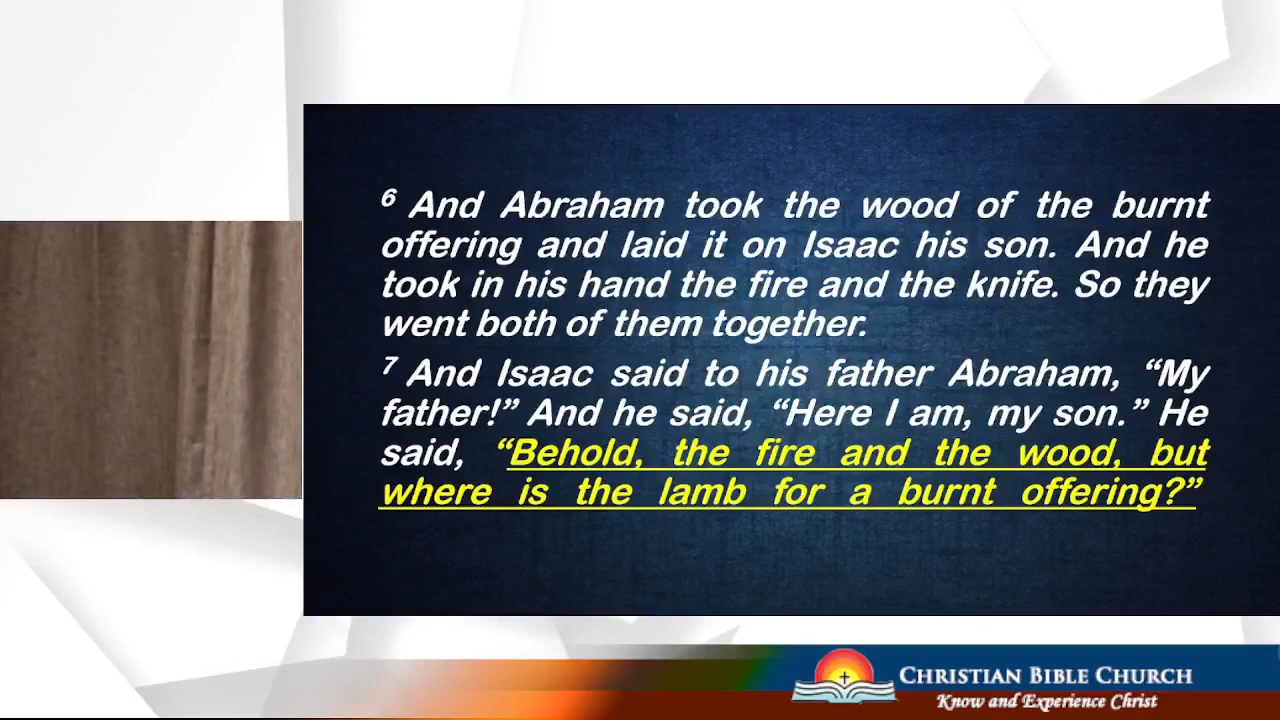 6 And Abraham took the wood of the burnt
offering and laid it on Isaac his son. And he
took in his hand the fire and the knife. So they
went both of them together.
7 And Isaac said to his father Abraham, “My
father!” And he said, “Here I am, my son.” He
said, “Behold, the fire and the wood, but
where is the lamb for a burnt offering?”
CHRISTIAN BIBLE CHURCH
Know and Experience Christ